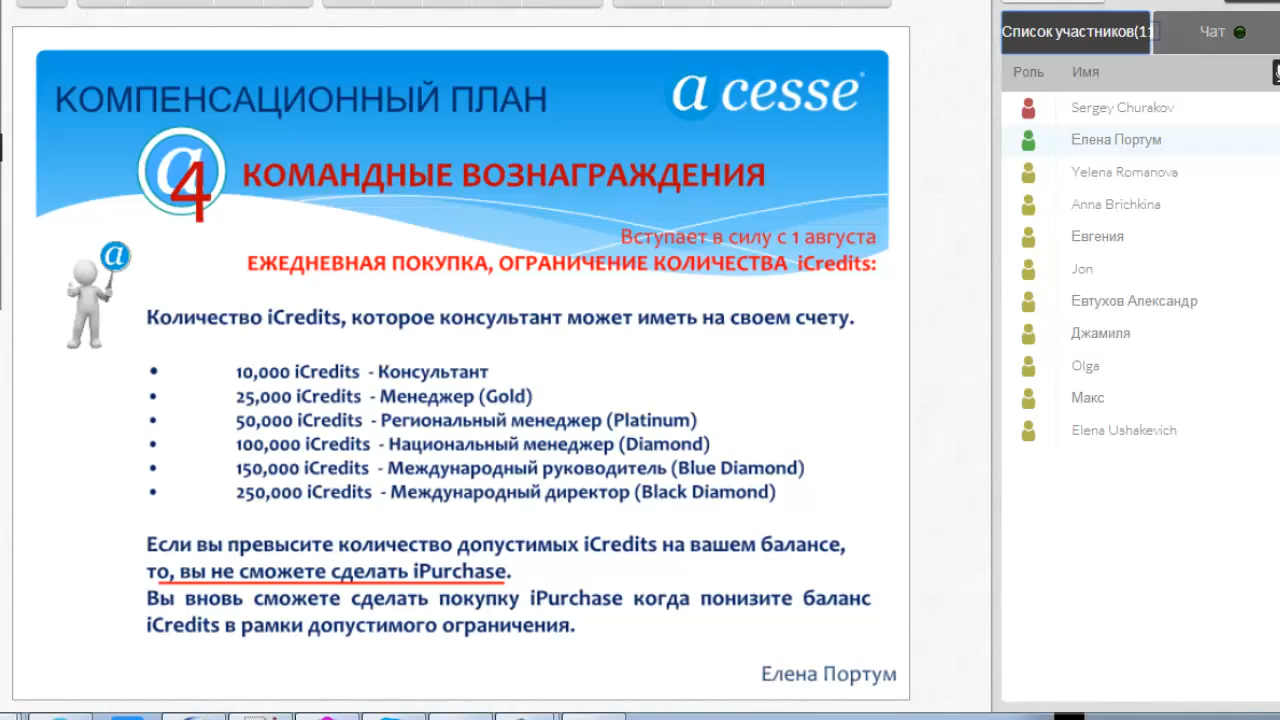 КОМПЕНСАЦИОННЫЙ ПЛАН
a cesse
a
4
КОМАНДНЫЕ ВОЗНАГРАЖДЕНИЯ
Вступает в силу с 1 августа
ЕЖЕДНЕВНАЯ ПОКУПКА, ОГРАНИЧЕНИЕ КОЛИЧЕСТВА iCredits:
a
Количество iCredits, которое консультант может иметь на своем счету.
• 10,000 iCredits - Консультант
• 25,000 iCredits - Менеджер (Gold)
• 50,000 iCredits - Региональный менеджер (Platinum)
• 100,000 iCredits - Национальный менеджер (Diamond)
• 150,000 iCredits - Международный руководитель (Blue Diamond)
• 250,000 iCredits - Международный директор (Black Diamond)
Если вы превысите количество допустимых iCredits на вашем балансе,
то, вы не сможете сделать iPurchase.
Вы вновь сможете сделать покупку iPurchase когда понизите баланс
iCredits в рамки допустимого ограничения.
Елена Портум
Список участников(11
Чат
Роль Имя
Sergey Churakov
Елена Портум
Yelena Romanova
Anna Brichkina
Евгения
Jon
Евтухов Александр
Джамиля
Olga
Макс
Elena Ushakevich